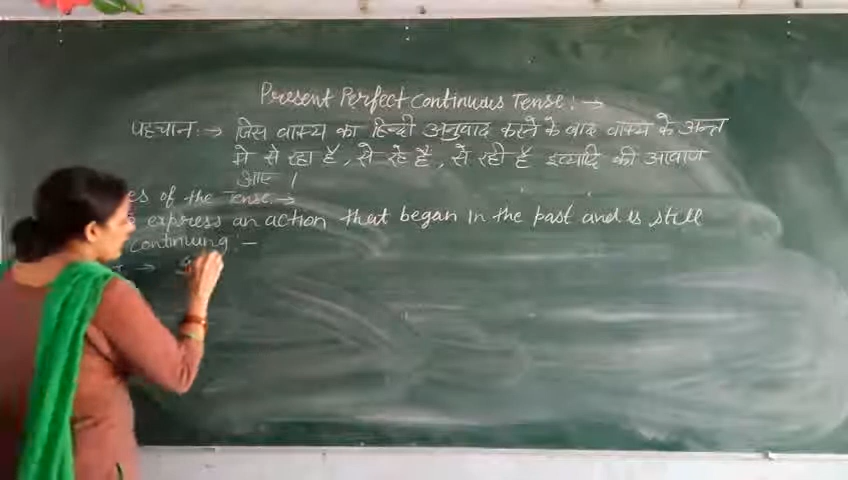 Present Perfect Continuous Tense : →
पहचान :→ जिस वाक्य का हिन्दी अनुवाद करने के बाद वाक्य के अन्त
मे से रहा है , से रहे हैं , से रही है इत्यादि की आवाज
आए ।
es of the Tense →
express an action that began in the past and is still
continuing. —